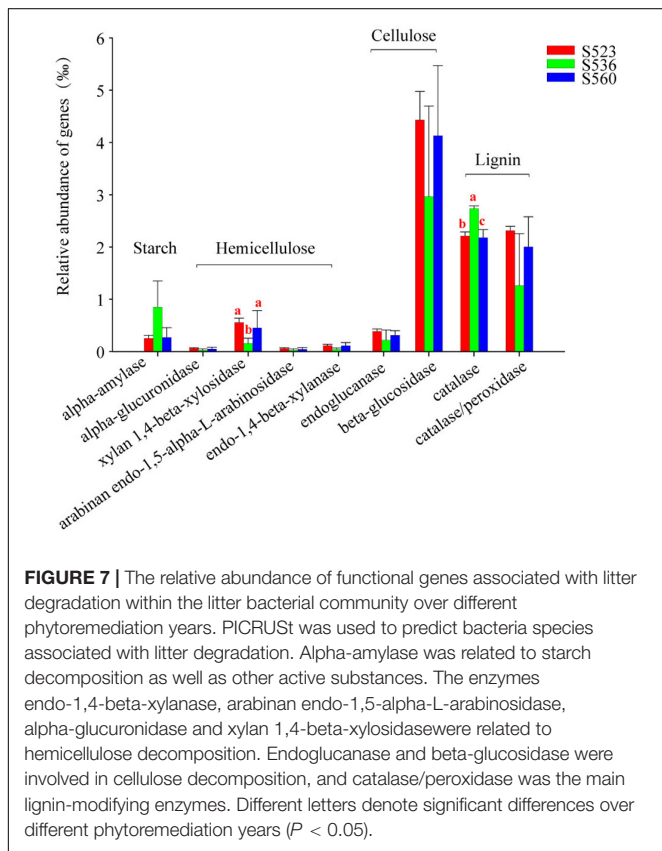 Relative abundance of genes (‰)
6
5
4
3
2
1
0
Cellulose
S523
S536
S560
Lignin
Starch
Hemicellulose
a
b
a
b
a
c
alpha-amylase
alpha-glucuronidase
xylan 1,4-beta-xylosidase
arabinan endo-1,5-alpha-L-arabinosidase
endo-1,4-beta-xylanase
endoglucanase
beta-glucosidase
catalase
catalase/peroxidase
FIGURE 7 | The relative abundance of functional genes associated with litter
degradation within the litter bacterial community over different
phytoremediation years. PICRUSt was used to predict bacteria species
associated with litter degradation. Alpha-amylase was related to starch
decomposition as well as other active substances. The enzymes
endo-1,4-beta-xylanase, arabinan endo-1,5-alpha-L-arabinosidase,
alpha-glucuronidase and xylan 1,4-beta-xylosidasewere related to
hemicellulose decomposition. Endoglucanase and beta-glucosidase were
involved in cellulose decomposition, and catalase/peroxidase was the main
lignin-modifying enzymes. Different letters denote significant differences over
different phytoremediation years (P < 0.05).